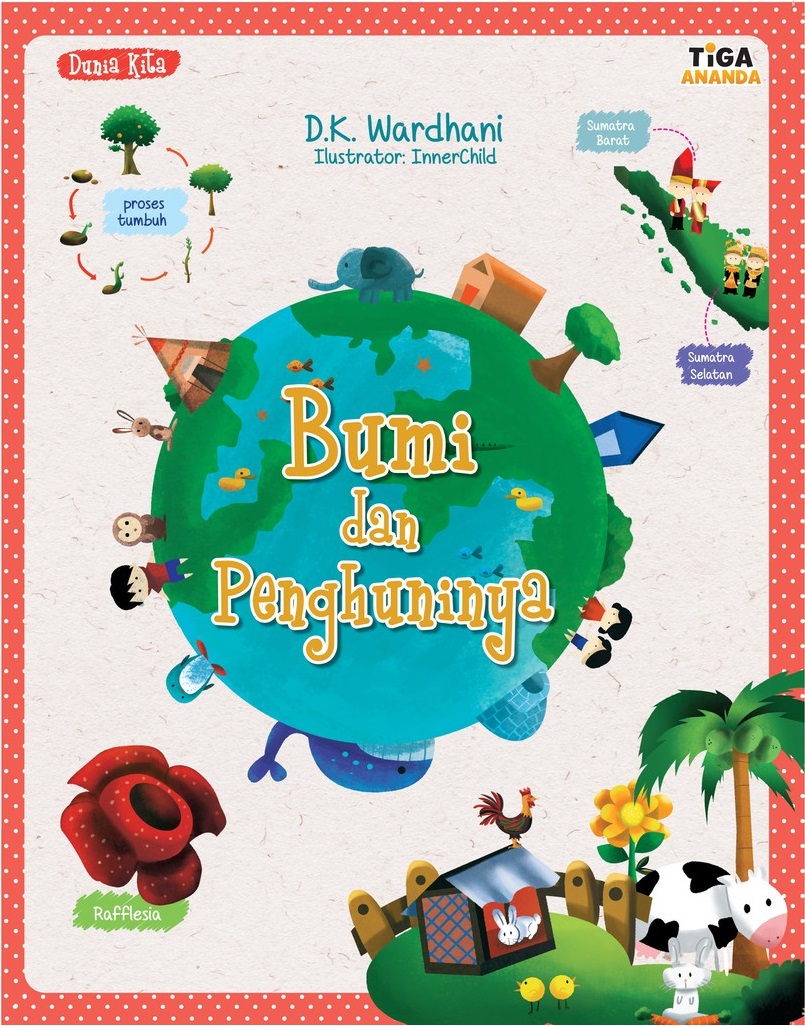 Dunia Kita
TiGA
ANANDA
D.K. Wardhani
Ilustrator: InnerChild
Sumatra
Barat
proses
tumbuh
Sumatra
Selatan
Bumi
dan
Penghuninya
Rafflesia